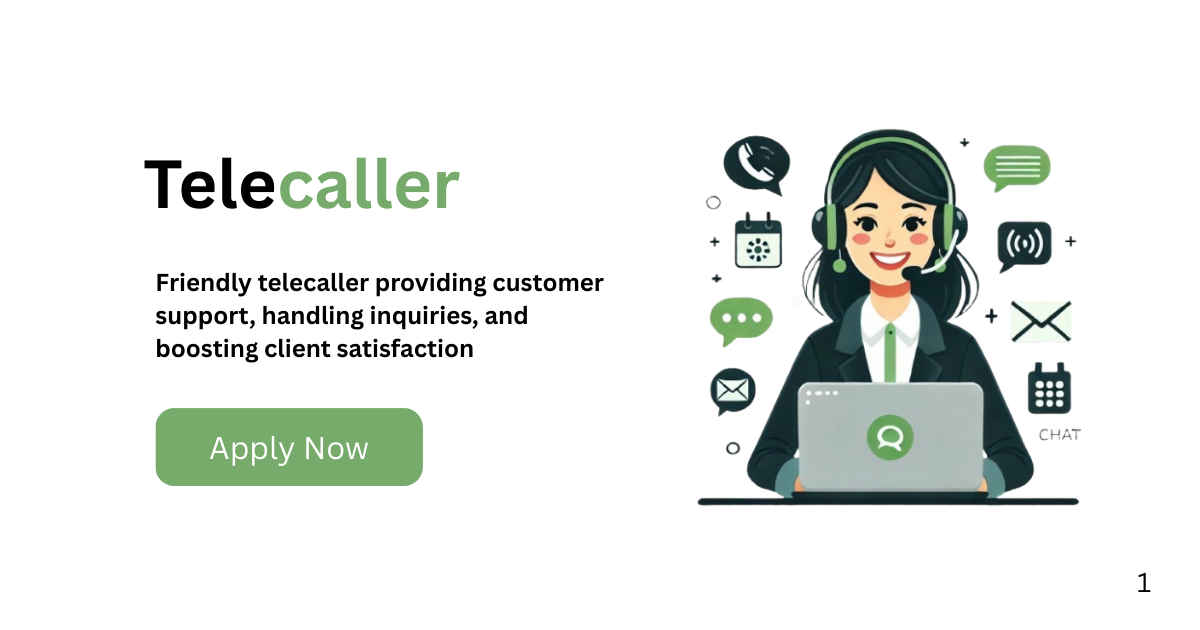 Telecaller
Friendly telecaller providing customer
support, handling inquiries, and
boosting client satisfaction
Apply Now
CHAT
1